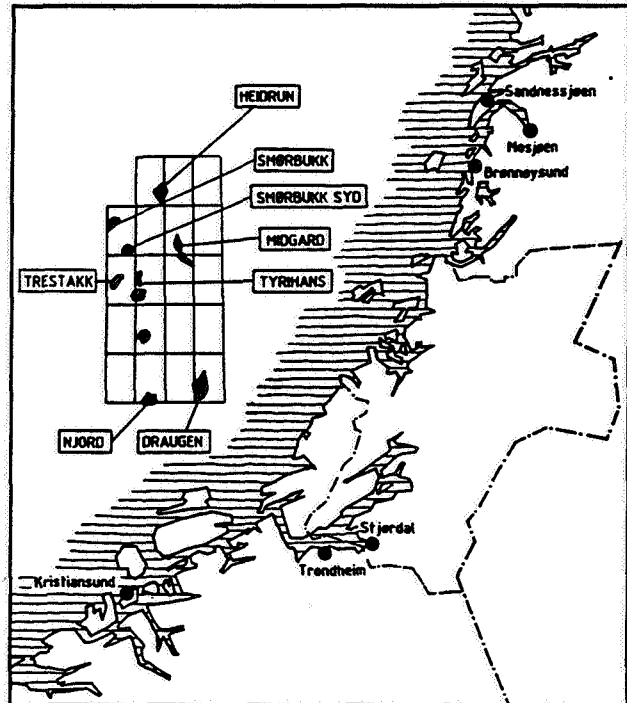 HEIDRUN
Sandnessjøen
Mosjøen
SMØRBUKK
Brønnøysund
SMØRBUKK SYD
MIDGARD
TRESTAKK
TYRIHANS
NJORD
DRAUGEN
Stjørdal
Trondheim
Kristiansund